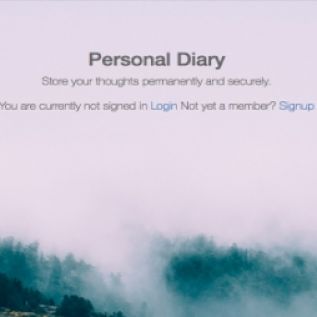 Personal Diary
Store your thoughts permanently and securely.
You are currently not signed in Login Not yet a member? Signup